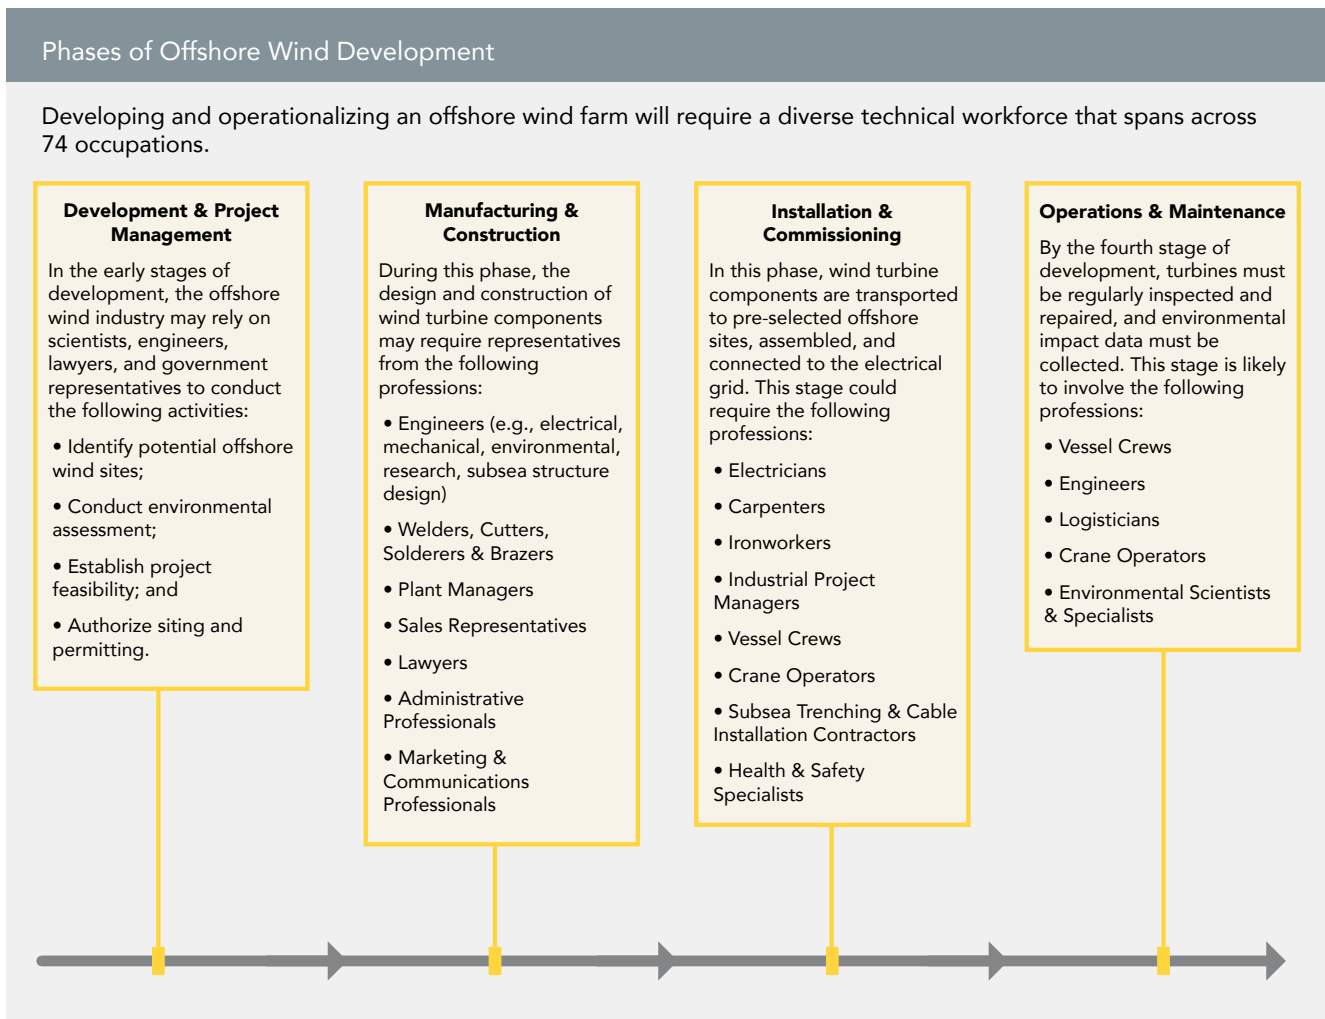 Phases of Offshore Wind Development
Developing and operationalizing an offshore wind farm will require a diverse technical workforce that spans across
74 occupations.
Development & Project
Management
In the early stages of
development, the offshore
wind industry may rely on
scientists, engineers,
lawyers, and government
representatives to conduct
the following activities:
• Identify potential offshore
wind sites;
• Conduct environmental
assessment;
• Establish project
feasibility; and
• Authorize siting and
permitting.
Manufacturing &
Construction
During this phase, the
design and construction of
wind turbine components
may require representatives
from the following
professions:
• Engineers (e.g., electrical,
mechanical, environmental,
research, subsea structure
design)
• Welders, Cutters,
Solderers & Brazers
• Plant Managers
• Sales Representatives
• Lawyers
• Administrative
Professionals
• Marketing &
Communications
Professionals
Installation &
Commissioning
In this phase, wind turbine
components are transported
to pre-selected offshore
sites, assembled, and
connected to the electrical
grid. This stage could
require the following
professions:
• Electricians
• Carpenters
• Ironworkers
• Industrial Project
Managers
• Vessel Crews
• Crane Operators
• Subsea Trenching & Cable
Installation Contractors
• Health & Safety
Specialists
Operations & Maintenance
By the fourth stage of
development, turbines must
be regularly inspected and
repaired, and environmental
impact data must be
collected. This stage is likely
to involve the following
professions:
• Vessel Crews
• Engineers
• Logisticians
• Crane Operators
• Environmental Scientists
& Specialists